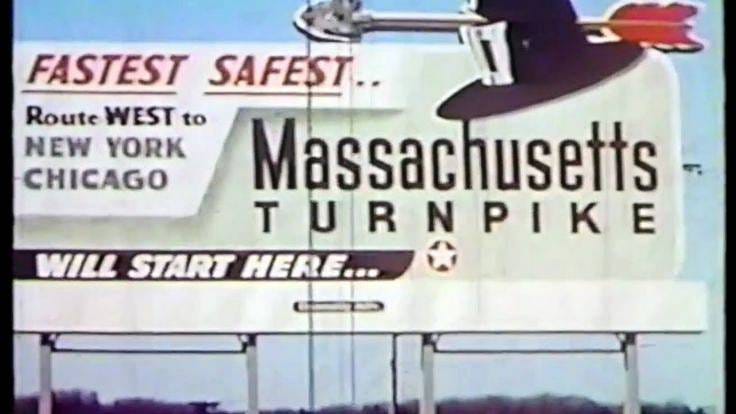 FASTEST SAFEST..
Route WEST to
NEW YORK
CHICAGO
Massachusetts
TURNPIKE
WILL START HERE...